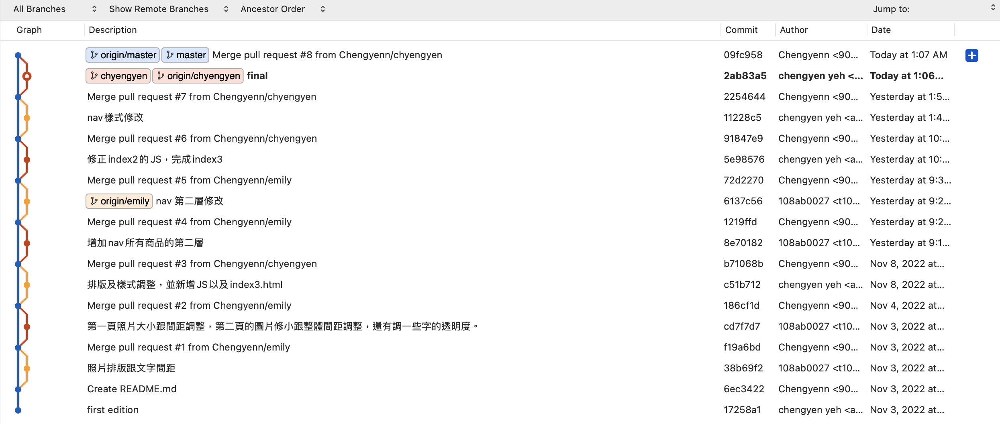 All Branches Show Remote Branches Ancestor Order Jump to:
Graph Description Commit Author Date
origin/master master Merge pull request #8 from Chengyenn/chyengyen 09fc958 Chengyenn <90... Today at 1:07 AM
chyengyen origin/chyengyen final 2ab83a5 chengyen yeh <... Today at 1:06...
Merge pull request #7 from Chengyenn/chyengyen 2254644 Chengyenn <90... Yesterday at 1:5...
nav樣式修改 11228c5 chengyen yeh <a... Yesterday at 1:4...
Merge pull request #6 from Chengyenn/chyengyen 91847e9 Chengyenn <90... Yesterday at 10:...
修正index2的JS，完成index3 5e98576 chengyen yeh <a... Yesterday at 10:...
Merge pull request #5 from Chengyenn/emily 72d2270 Chengyenn <90... Yesterday at 9:3...
origin/emily nav 第二層修改 6137c56 108ab0027 <t10... Yesterday at 9:2...
Merge pull request #4 from Chengyenn/emily 1219ffd Chengyenn <90... Yesterday at 9:2...
增加nav所有商品的第二層 8e70182 108ab0027 <t10... Yesterday at 9:1...
Merge pull request #3 from Chengyenn/chyengyen b71068b Chengyenn <90... Nov 8, 2022 at...
排版及樣式調整，並新增JS以及index3.html c51b712 chengyen yeh <a... Nov 8, 2022 at...
Merge pull request #2 from Chengyenn/emily 186cf1d Chengyenn <90... Nov 4, 2022 at...
第一頁照片大小跟間距調整，第二頁的圖片修小跟整體間距調整，還有調一些字的透明度。 cd7f7d7 108ab0027 <t10... Nov 3, 2022 at...
Merge pull request #1 from Chengyenn/emily f19a6bd Chengyenn <90... Nov 3, 2022 at...
照片排版跟文字間距 38b69f2 108ab0027 <t10... Nov 3, 2022 at...
Create README.md 6ec3422 Chengyenn <90... Nov 3, 2022 at...
first edition 17258a1 chengyen yeh <a... Nov 3, 2022 at...